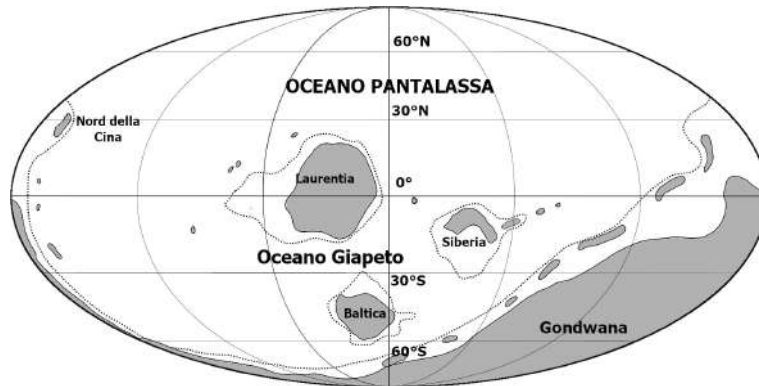 60°N
OCEANO PANTALASSA
30°N
Nord della
Cina
Laurentia
0°
Siberia
Oceano Giapeto
30°S
Baltica
Gondwana
60°S